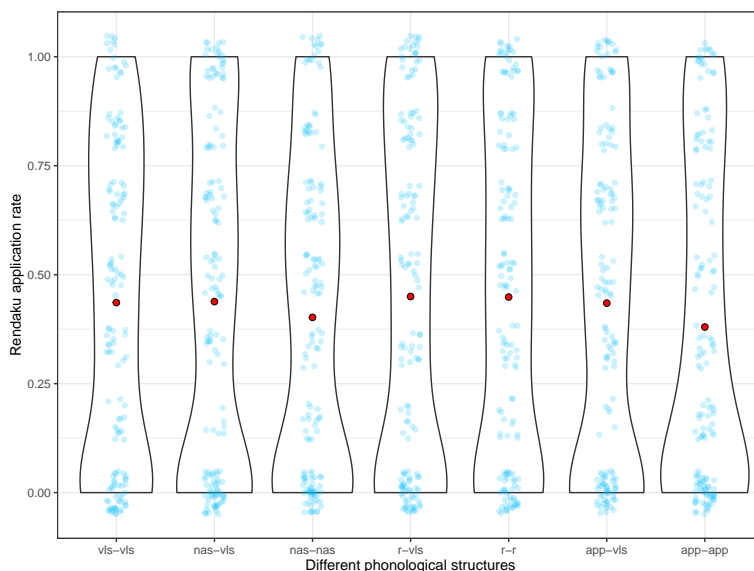 Rendaku application rate
1.00
0.75
0.50
0.25
0.00
vls−vls nas−vls nas−nas r−vls r−r app−vls app−app
Different phonological structures